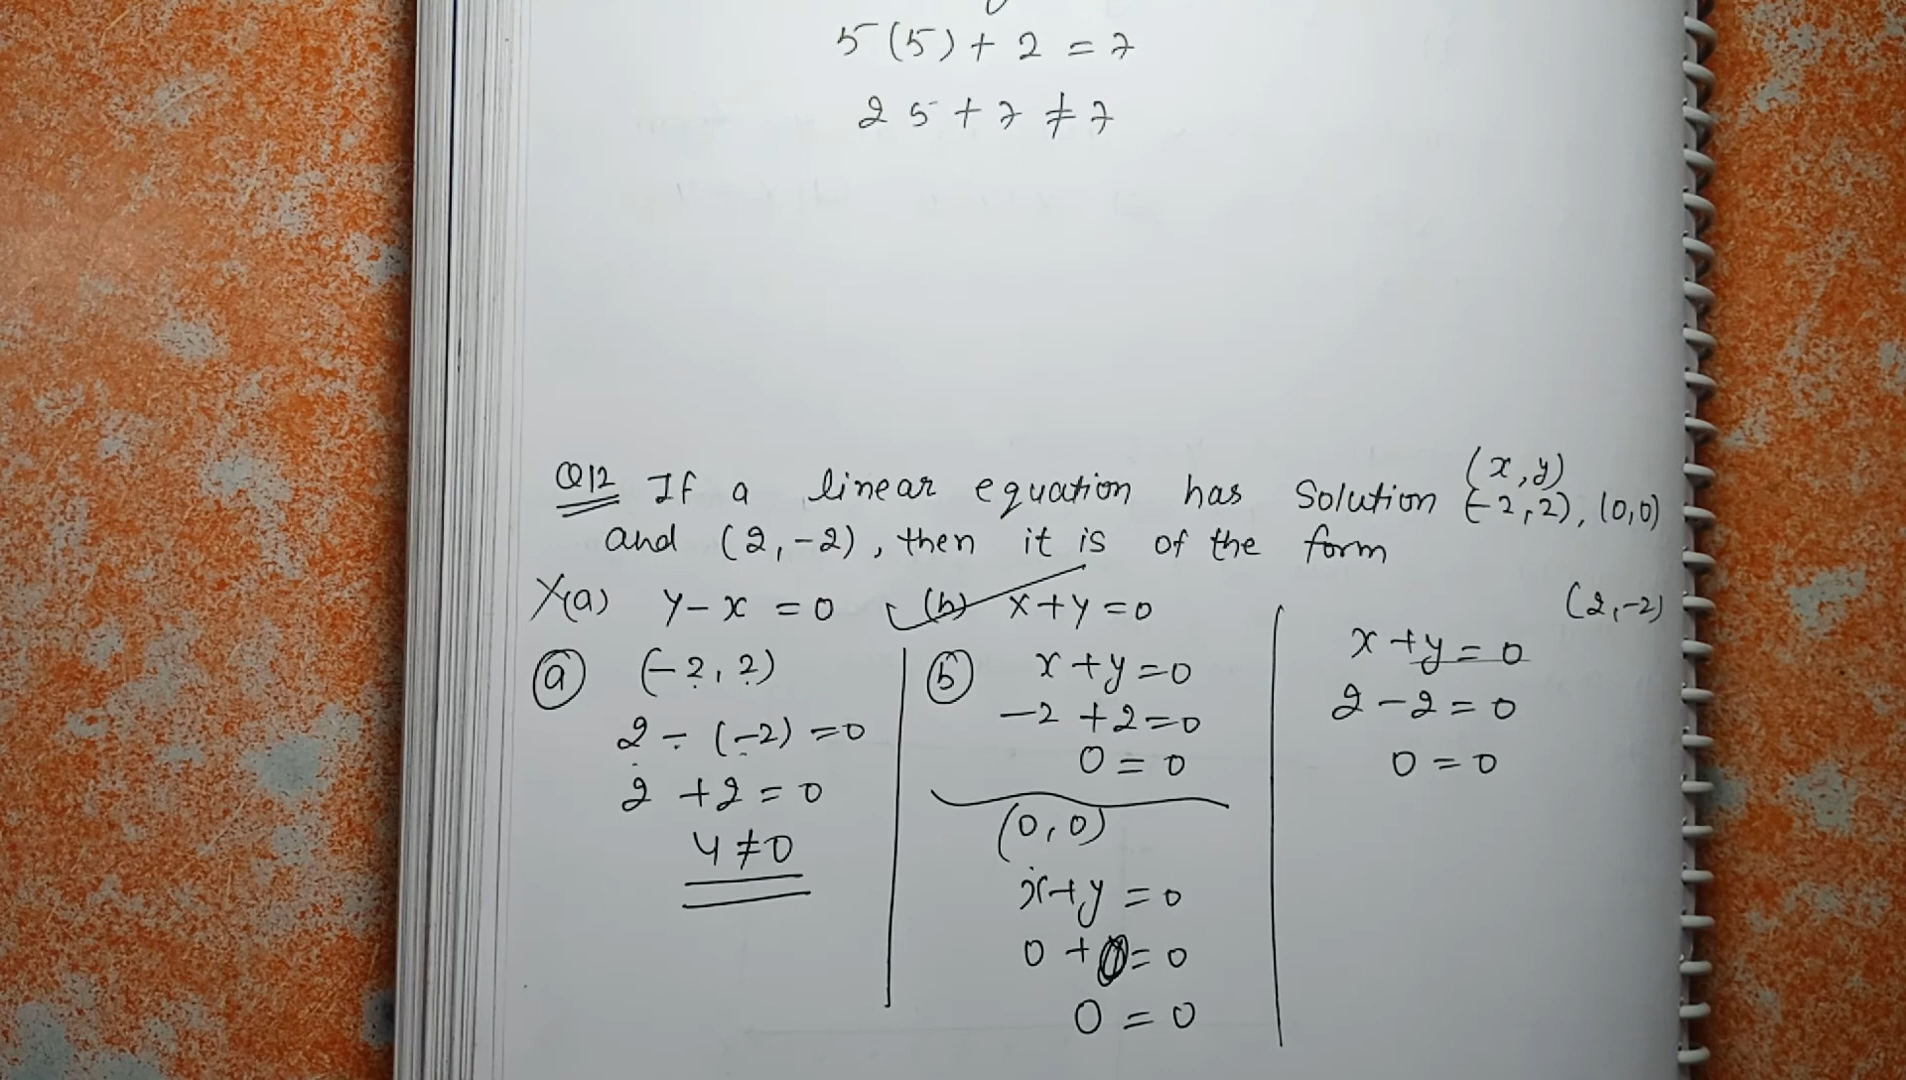 5(5) + 2 = 7
25 + 7 ≠ 7
Q12 If a linear equation has Solution (-2,2), (0,0)
(x,y)
and (2,-2), then it is of the form
X(a) y-x = 0 (b) x+y=0
(2,-2)
(a) (-2, 2)
2 - (-2) = 0
2 + 2 = 0
4 ≠ 0
(b) x+y=0
-2 +2=0
0 = 0
(0,0)
x+y = 0
0 + 0 = 0
0 = 0
x+y = 0
2 - 2 = 0
0 = 0